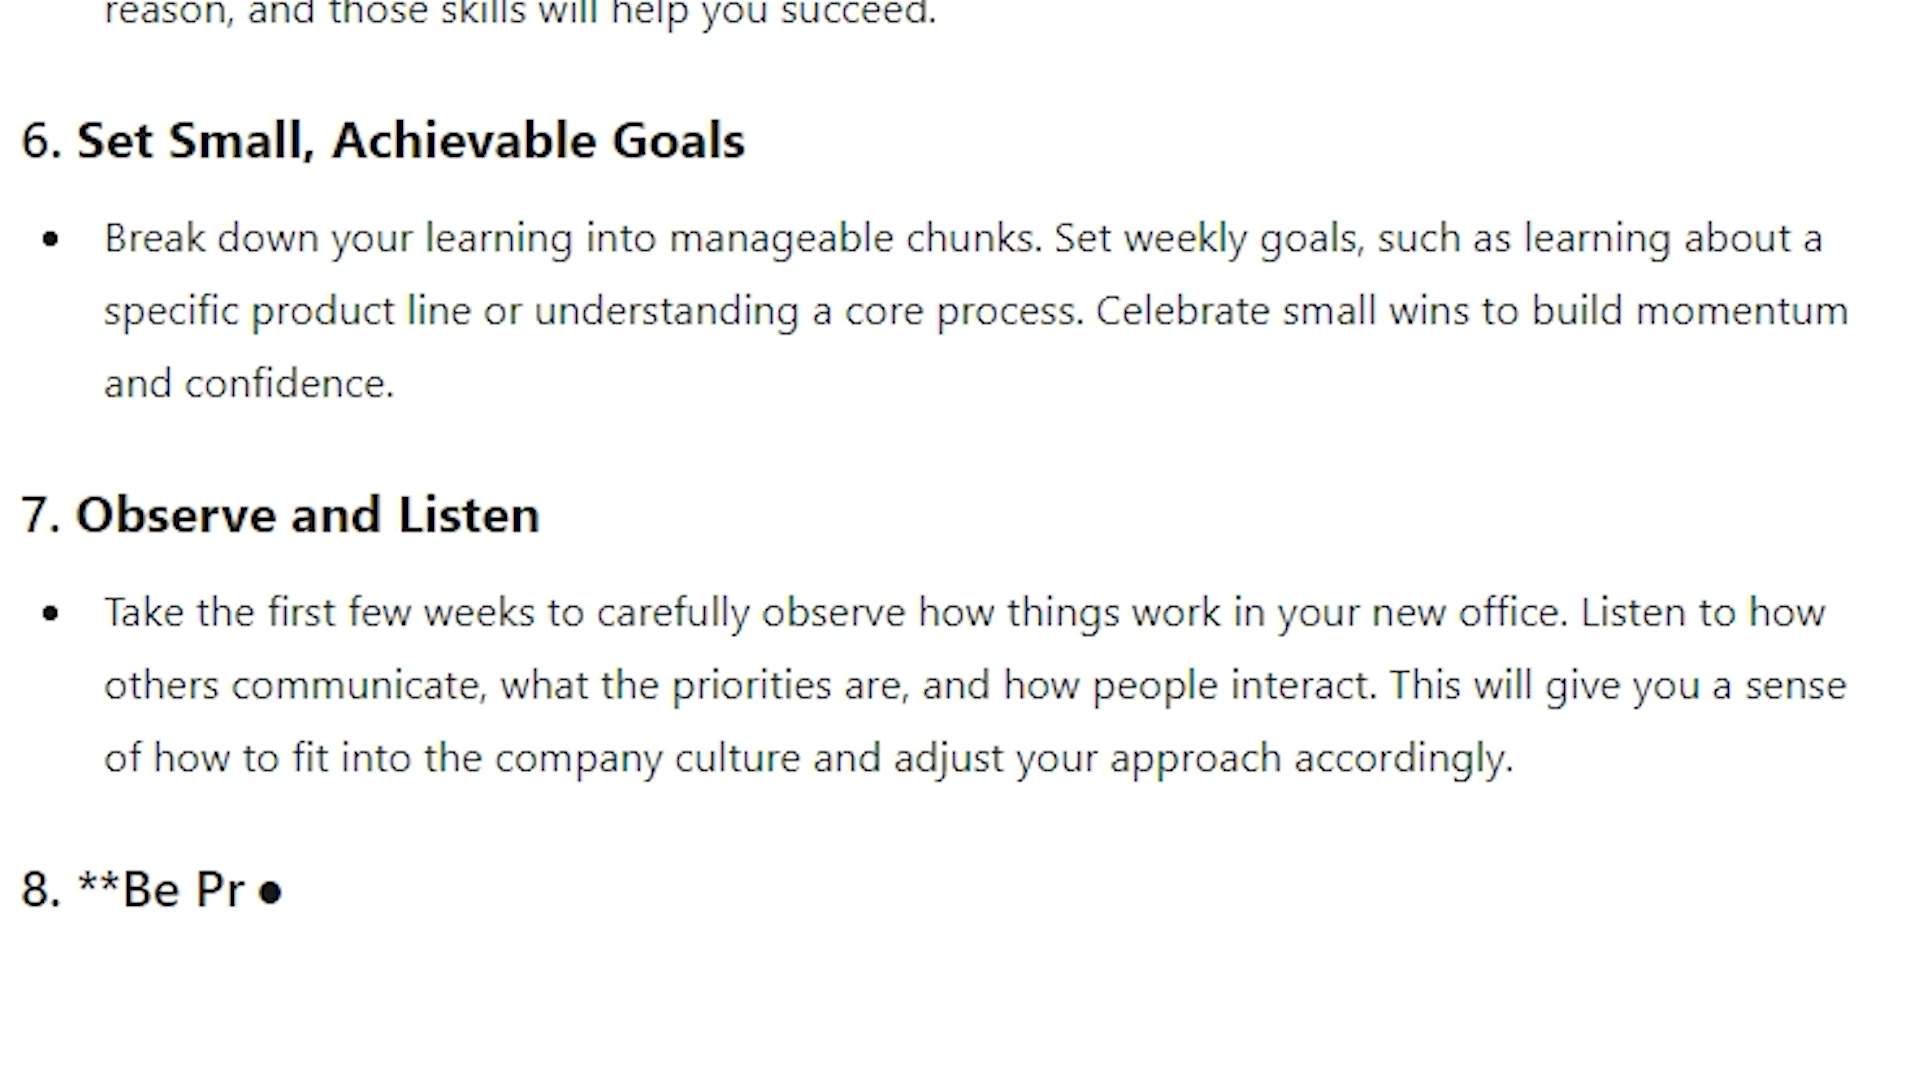 reason, and those skills will help you succeed.
6. Set Small, Achievable Goals
• Break down your learning into manageable chunks. Set weekly goals, such as learning about a
specific product line or understanding a core process. Celebrate small wins to build momentum
and confidence.
7. Observe and Listen
• Take the first few weeks to carefully observe how things work in your new office. Listen to how
others communicate, what the priorities are, and how people interact. This will give you a sense
of how to fit into the company culture and adjust your approach accordingly.
8. **Be Pr ●